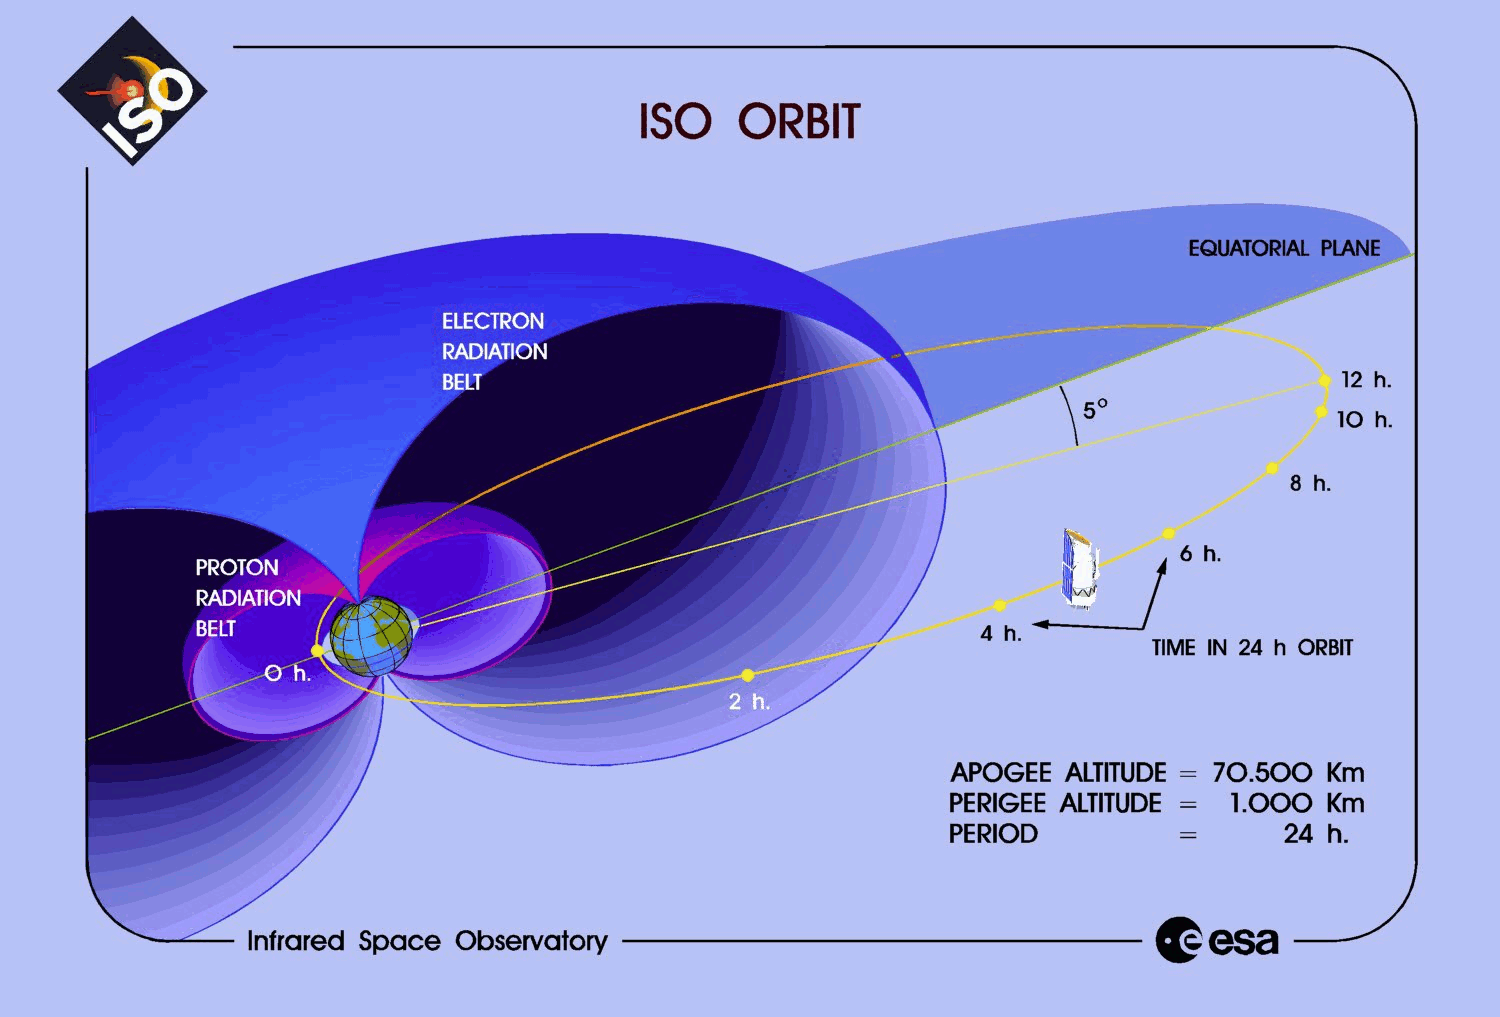 ISO
ISO ORBIT
EQUATORIAL PLANE
ELECTRON
RADIATION
BELT
12 h.
5°
10 h.
8 h.
6 h.
PROTON
RADIATION
BELT
4 h.
TIME IN 24 h ORBIT
0 h.
2 h.
APOGEE ALTITUDE = 70.500 Km
PERIGEE ALTITUDE = 1.000 Km
PERIOD = 24 h.
Infrared Space Observatory
esa